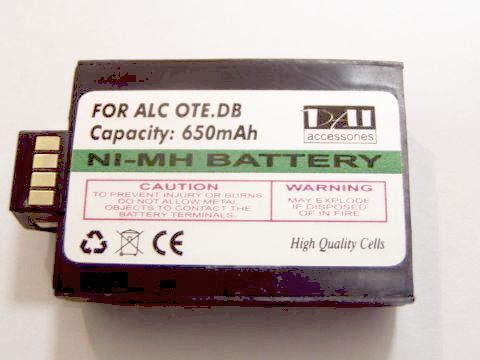 FOR ALC OTE.DB
Capacity: 650mAh
DAII
accessories
NI-MH BATTERY
CAUTION
TO PREVENT INJURY OR BURNS.
DO NOT ALLOW METAL
OBJECTS TO CONTACT THE
BATTERY TERMINALS.
WARNING
MAY EXPLODE
IF DISPOSED
OF IN FIRE
CE
High Quality Cells